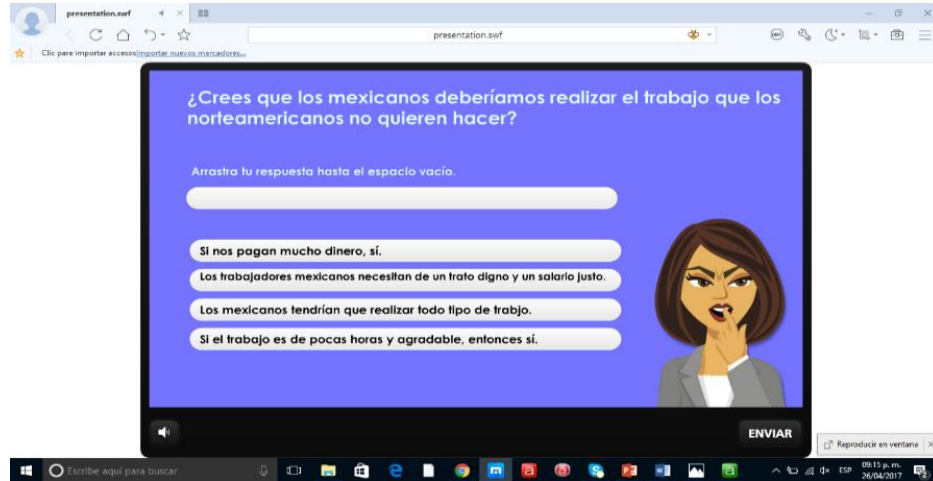 presentation.swf
presentation.swf
Clic para importar accesos|Importar nuevos marcadores...
¿Crees que los mexicanos deberíamos realizar el trabajo que los
norteamericanos no quieren hacer?
Arrastra tu respuesta hasta el espacio vacío.
Si nos pagan mucho dinero, sí.
Los trabajadores mexicanos necesitan de un trato digno y un salario justo.
Los mexicanos tendrían que realizar todo tipo de trabjo.
Si el trabajo es de pocas horas y agradable, entonces sí.
ENVIAR
Reproducir en ventana
Escribe aquí para buscar
ESP
09:15 p. m.
26/04/2017